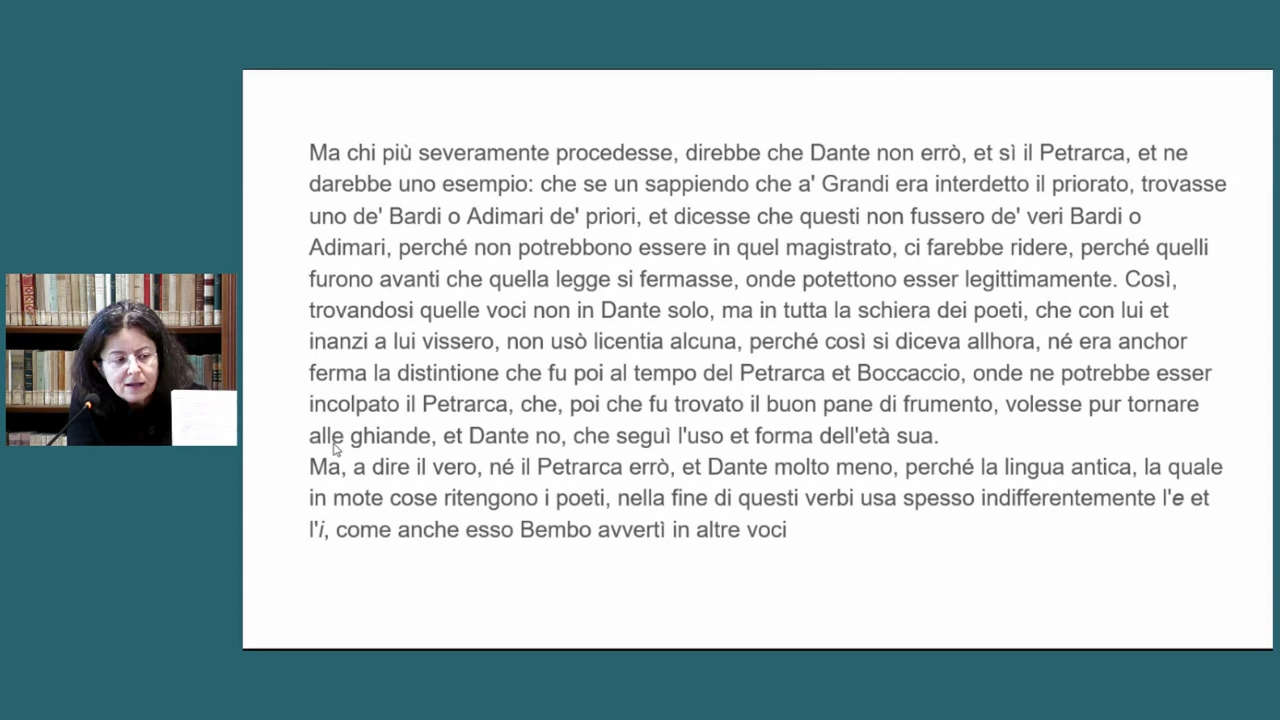 Ma chi più severamente procedesse, direbbe che Dante non errò, et sì il Petrarca, et ne
darebbe uno esempio: che se un sappiendo che a' Grandi era interdetto il priorato, trovasse
uno de' Bardi o Adimari de' priori, et dicesse che questi non fussero de' veri Bardi o
Adimari, perché non potrebbono essere in quel magistrato, ci farebbe ridere, perché quelli
furono avanti che quella legge si fermasse, onde potettono esser legittimamente. Così,
trovandosi quelle voci non in Dante solo, ma in tutta la schiera dei poeti, che con lui et
inanzi a lui vissero, non usò licentia alcuna, perché così si diceva allhora, né era anchor
ferma la distintione che fu poi al tempo del Petrarca et Boccaccio, onde ne potrebbe esser
incolpato il Petrarca, che, poi che fu trovato il buon pane di frumento, volesse pur tornare
alle ghiande, et Dante no, che seguì l'uso et forma dell'età sua.
Ma, a dire il vero, né il Petrarca errò, et Dante molto meno, perché la lingua antica, la quale
in mote cose ritengono i poeti, nella fine di questi verbi usa spesso indifferentemente l'e et
l'i, come anche esso Bembo avvertì in altre voci